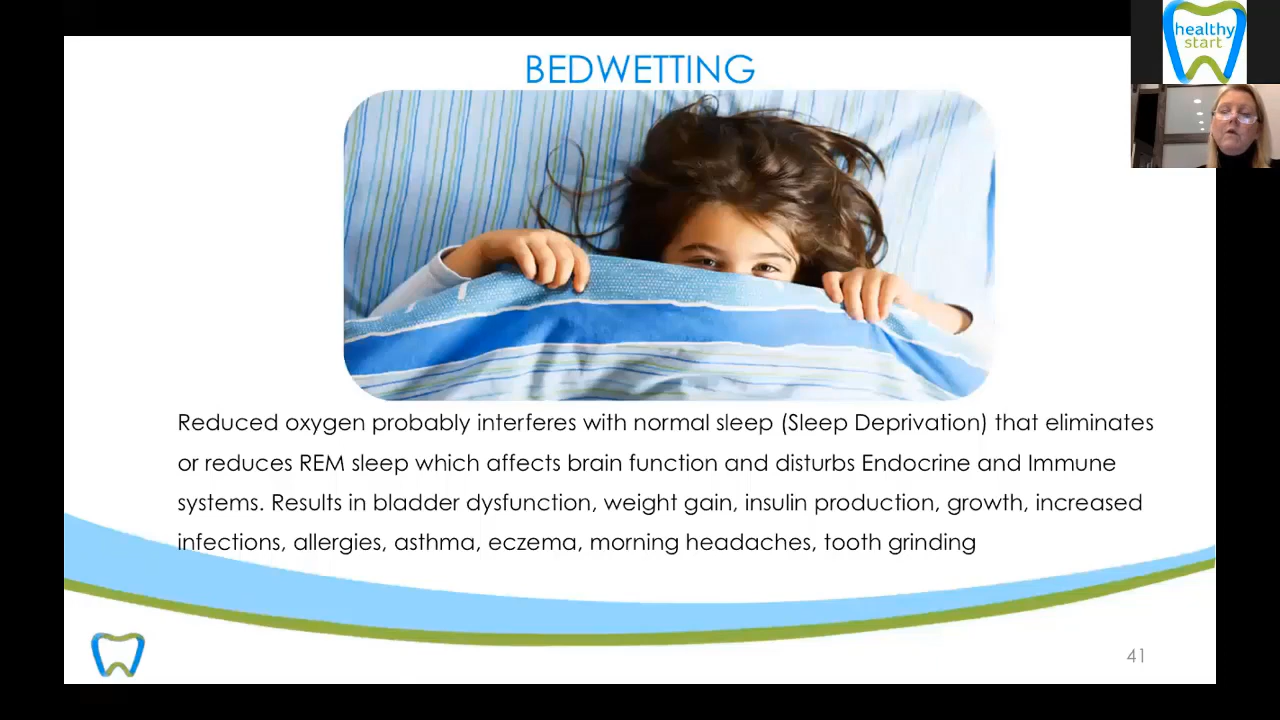 BEDWETTING
healthy
start
Reduced oxygen probably interferes with normal sleep (Sleep Deprivation) that eliminates
or reduces REM sleep which affects brain function and disturbs Endocrine and Immune
systems. Results in bladder dysfunction, weight gain, insulin production, growth, increased
infections, allergies, asthma, eczema, morning headaches, tooth grinding
41